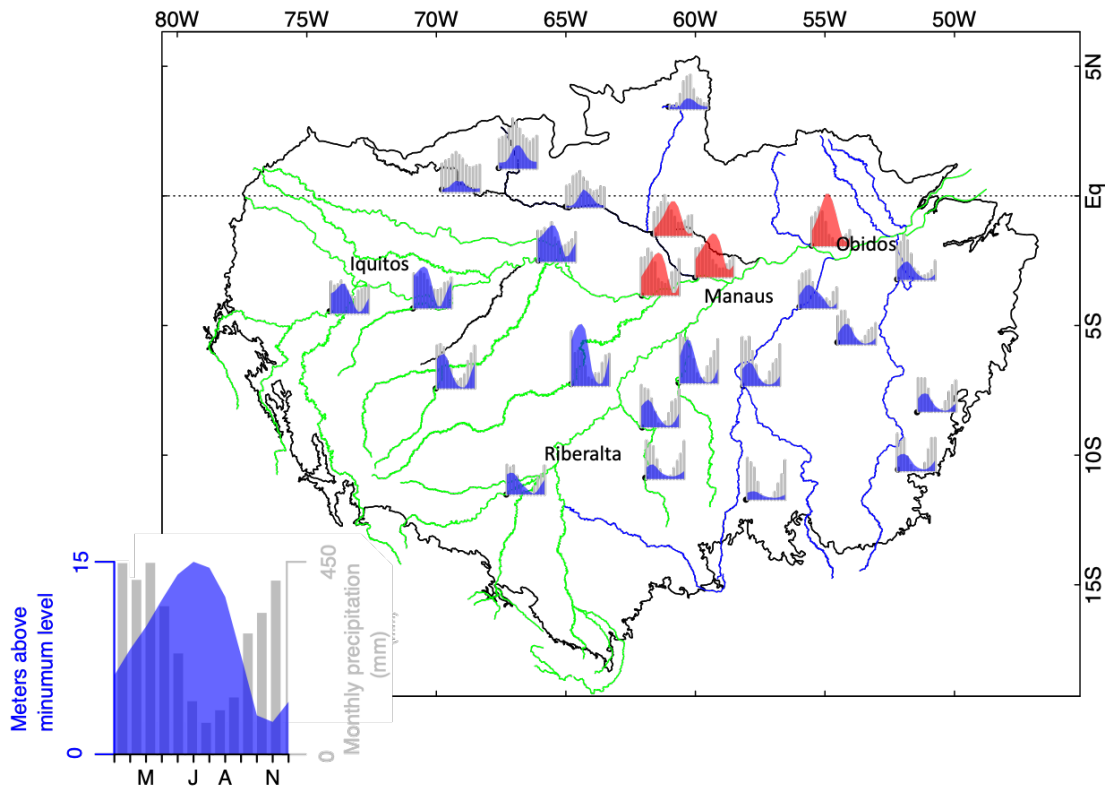 80W 75W 70W 65W 60W 55W 50W
5N
Eq
5S
10S
15S
Iquitos
Obidos
Manaus
Riberalta
15
0
Meters above
minumum level
450
0
Monthly precipitation
(mm)
M J A N